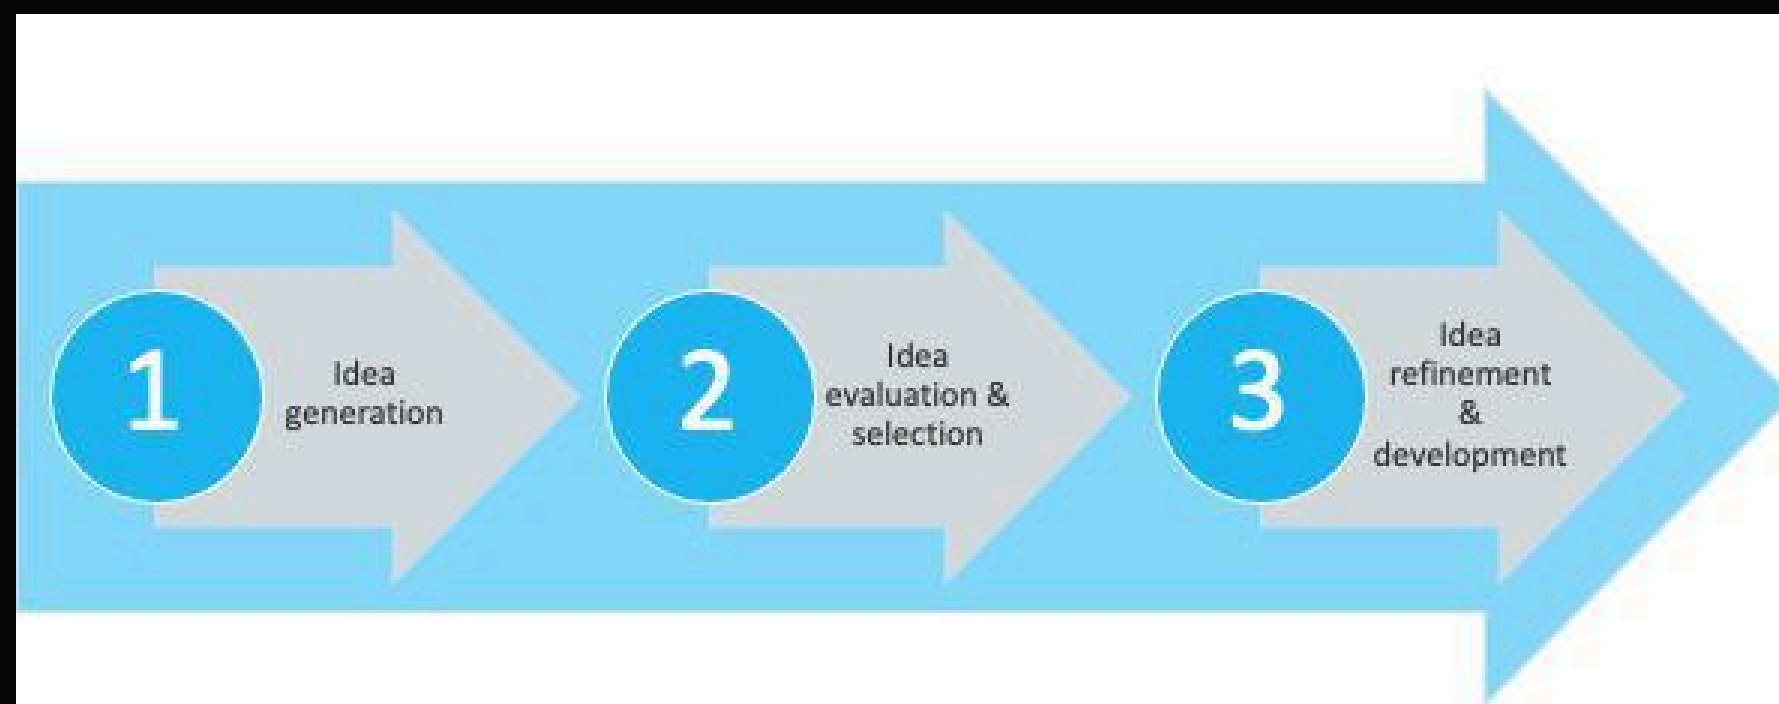 1
Idea
generation
2
Idea
evaluation &
selection
3
Idea
refinement
&
development